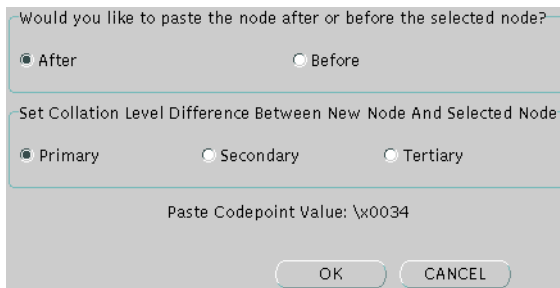 Would you like to paste the node after or before the selected node?
After Before
Set Collation Level Difference Between New Node And Selected Node
Primary Secondary Tertiary
Paste Codepoint Value: \x0034
OK CANCEL